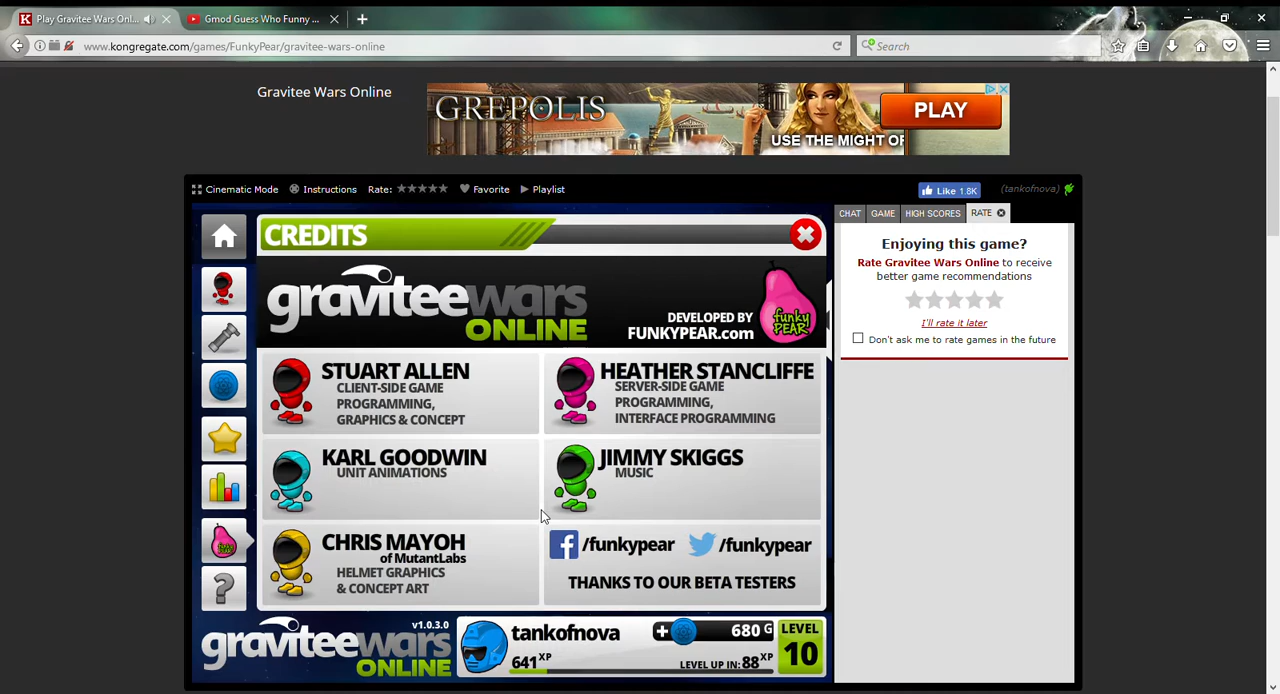 Play Gravitee Wars Onl...
Gmod Guess Who Funny ...
www.kongregate.com/games/FunkyPear/gravitee-wars-online
Search
Gravitee Wars Online
GREPOLIS
USE THE MIGHT OF
PLAY
Cinematic Mode
Instructions
Rate:
Favorite
Playlist
Like 1.8K
(tankofnova)
CHAT
GAME
HIGH SCORES
RATE
Enjoying this game?
Rate Gravitee Wars Online to receive
better game recommendations
I'll rate it later
Don't ask me to rate games in the future
CREDITS
graviteewars
ONLINE
DEVELOPED BY
FUNKYPEAR.com
funky
PEAR
STUART ALLEN
CLIENT-SIDE GAME
PROGRAMMING,
GRAPHICS & CONCEPT
HEATHER STANCLIFFE
SERVER-SIDE GAME
PROGRAMMING,
INTERFACE PROGRAMMING
KARL GOODWIN
UNIT ANIMATIONS
JIMMY SKIGGS
MUSIC
CHRIS MAYOH
of MutantLabs
HELMET GRAPHICS
& CONCEPT ART
/funkypear
/funkypear
THANKS TO OUR BETA TESTERS
v1.0.3.0
graviteewars
ONLINE
tankofnova
641XP
680 G
LEVEL UP IN: 88XP
LEVEL
10